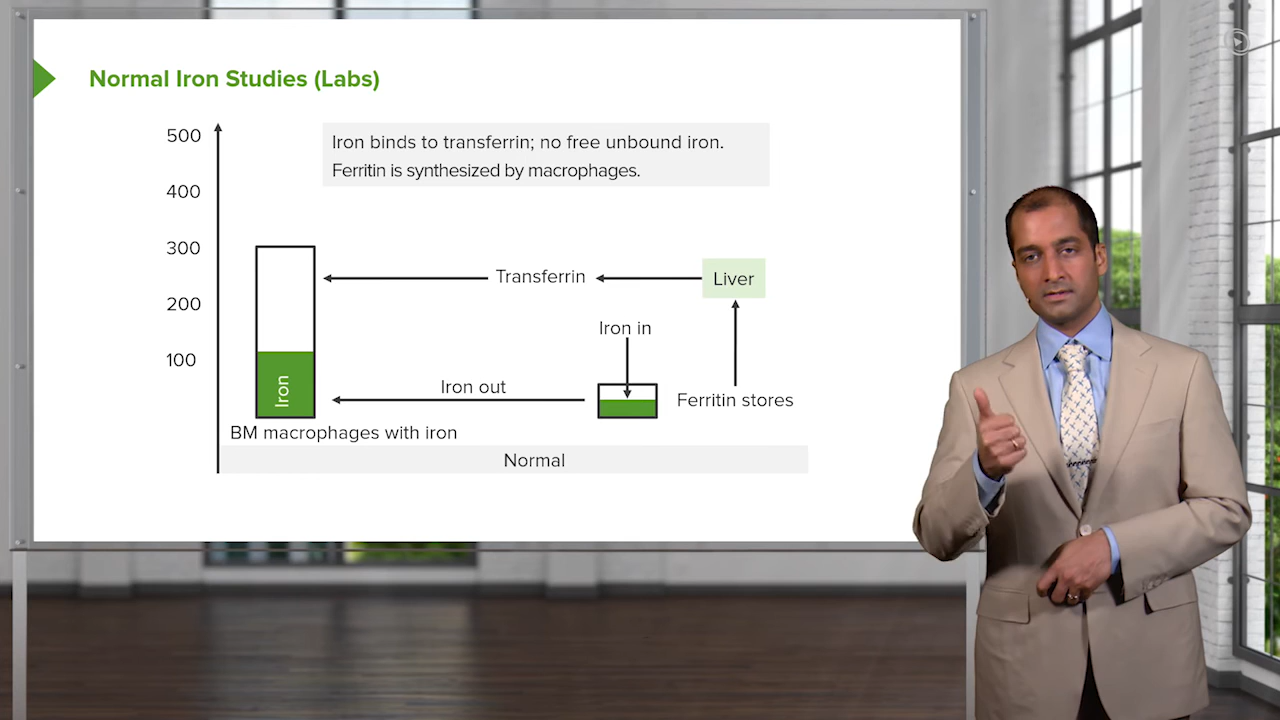 Normal Iron Studies (Labs)
500
Iron binds to transferrin; no free unbound iron.
Ferritin is synthesized by macrophages.
400
300
Transferrin
Liver
200
Iron in
100
Iron
Iron out
Ferritin stores
BM macrophages with iron
Normal